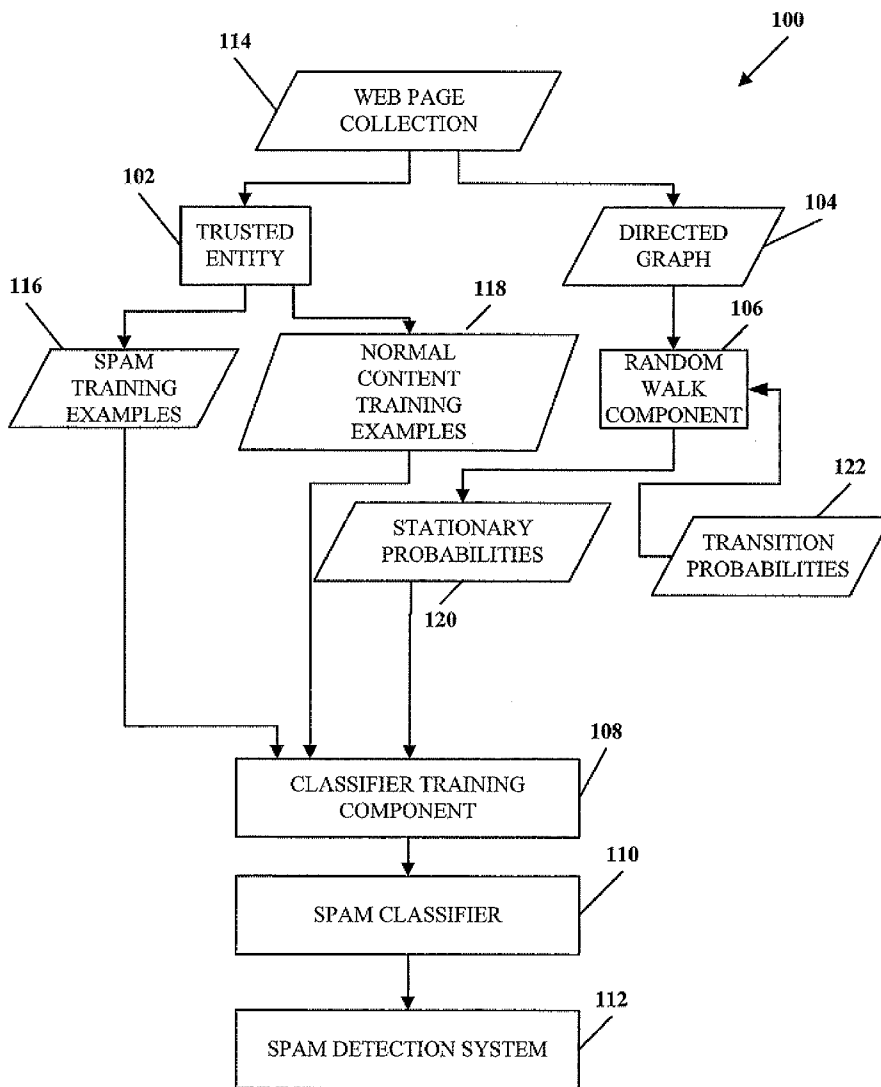 100
114
WEB PAGE
COLLECTION
102
TRUSTED
ENTITY
104
DIRECTED
GRAPH
116
SPAM
TRAINING
EXAMPLES
118
NORMAL
CONTENT
TRAINING
EXAMPLES
106
RANDOM
WALK
COMPONENT
STATIONARY
PROBABILITIES
120
122
TRANSITION
PROBABILITIES
108
CLASSIFIER TRAINING
COMPONENT
110
SPAM CLASSIFIER
112
SPAM DETECTION SYSTEM